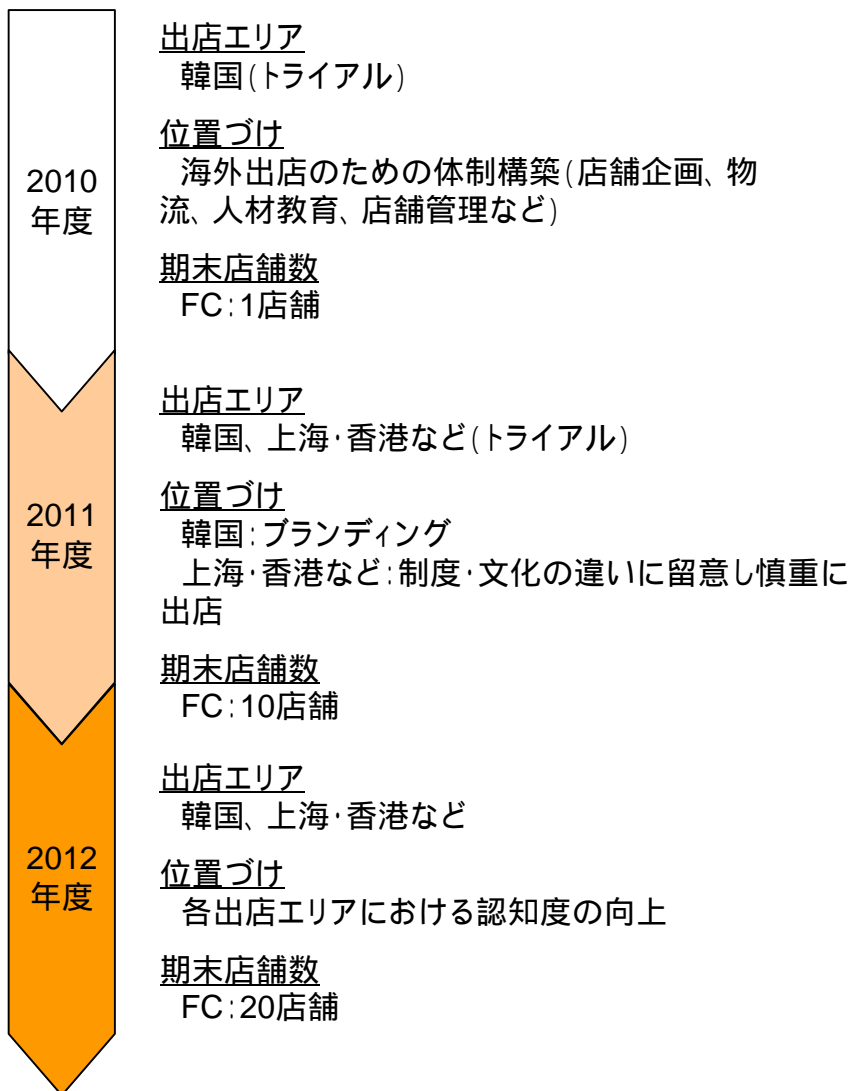 2010
年度
出店エリア
韓国(トライアル)
位置づけ
海外出店のための体制構築(店舗企画、物
流、人材教育、店舗管理など)
期末店舗数
FC:1店舗
2011
年度
出店エリア
韓国、上海・香港など(トライアル)
位置づけ
韓国:ブランディング
上海・香港など:制度・文化の違いに留意し慎重に
出店
期末店舗数
FC:10店舗
2012
年度
出店エリア
韓国、上海・香港など
位置づけ
各出店エリアにおける認知度の向上
期末店舗数
FC:20店舗